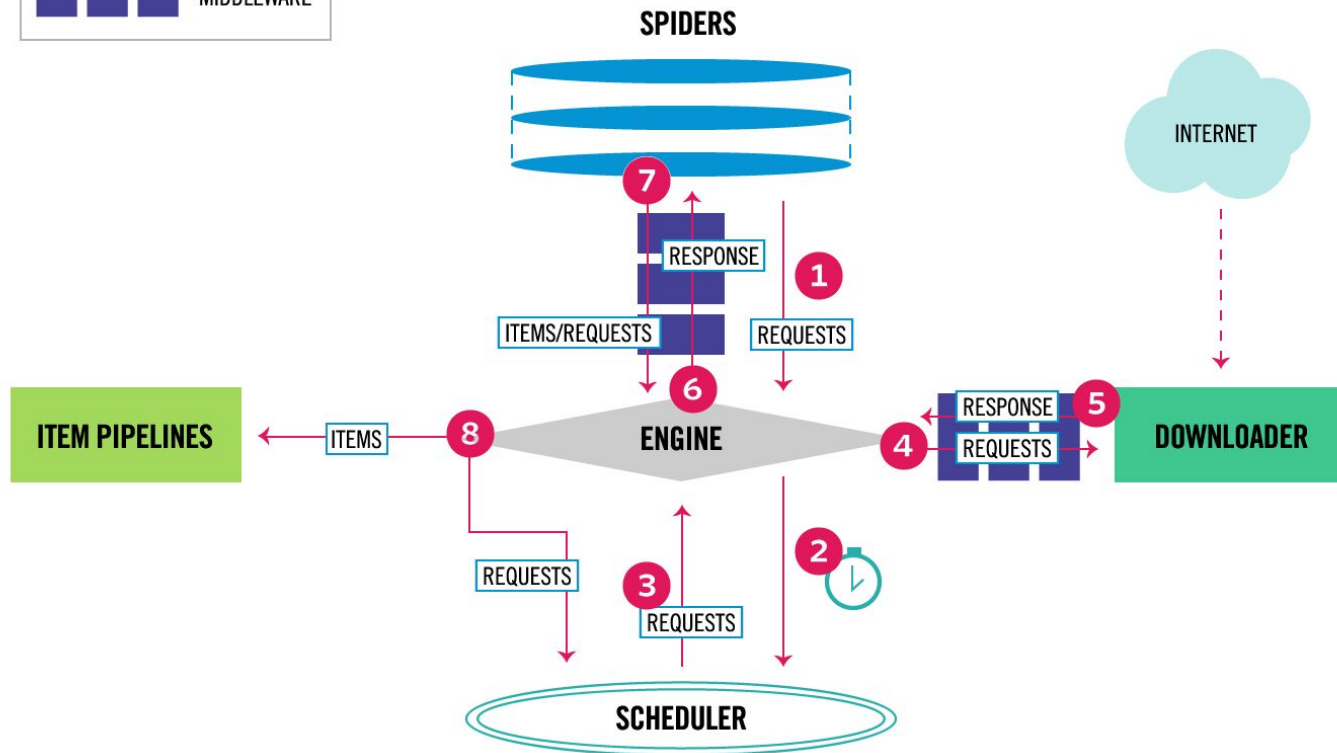 MIDDLEWARE
SPIDERS
INTERNET
7
RESPONSE
1
ITEMS/REQUESTS
REQUESTS
6
RESPONSE
5
ITEM PIPELINES
ITEMS
8
ENGINE
4
REQUESTS
DOWNLOADER
2
REQUESTS
3
REQUESTS
SCHEDULER